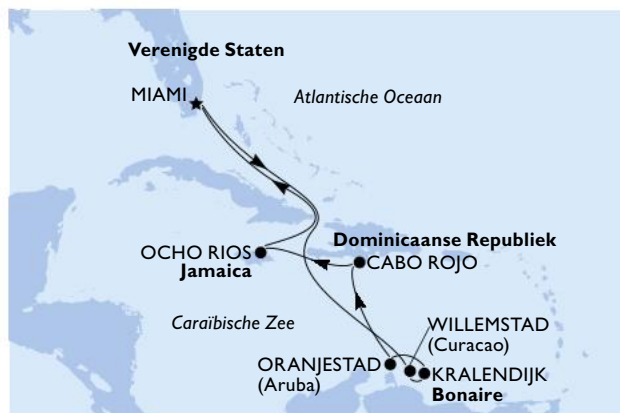 Verenigde Staten
MIAMI
Atlantische Oceaan
Dominicaanse Republiek
OCHO RIOS
Jamaica
CABO ROJO
Caraïbische Zee
WILLEMSTAD
(Curacao)
ORANJESTAD
(Aruba)
KRALENDIJK
Bonaire